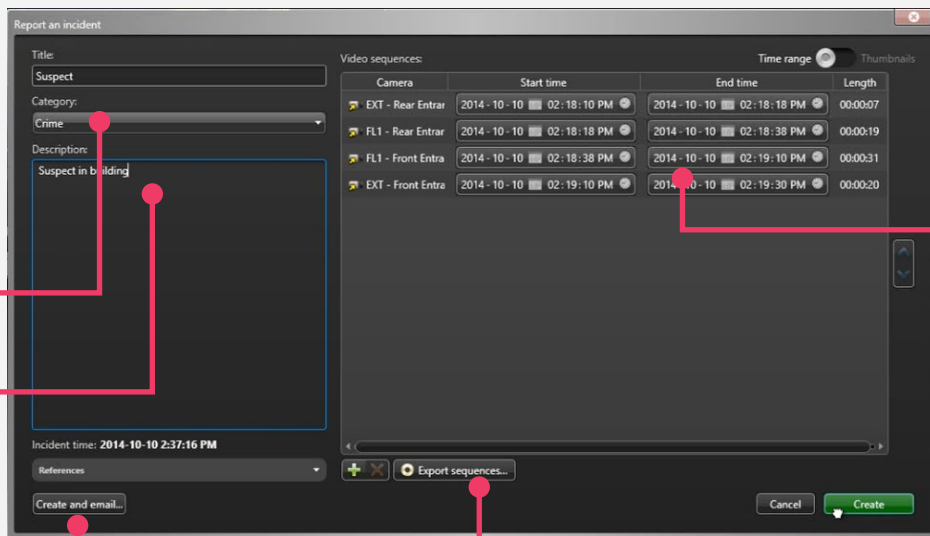 Report an incident
Title:
Suspect
Category:
Crime
Description:
Suspect in building
Incident time: 2014-10-10 2:37:16 PM
References
Create and email...
Video sequences:
Time range Thumbnails
Camera Start time End time Length
EXT - Rear Entrar 2014-10-10 02:18:10 PM 2014-10-10 02:18:18 PM 00:00:07
FL1 - Rear Entrar 2014-10-10 02:18:18 PM 2014-10-10 02:18:38 PM 00:00:19
FL1 - Front Entra 2014-10-10 02:18:38 PM 2014-10-10 02:19:10 PM 00:00:31
EXT - Front Entra 2014-10-10 02:19:10 PM 2014-10-10 02:19:30 PM 00:00:20
Export sequences...
Cancel Create